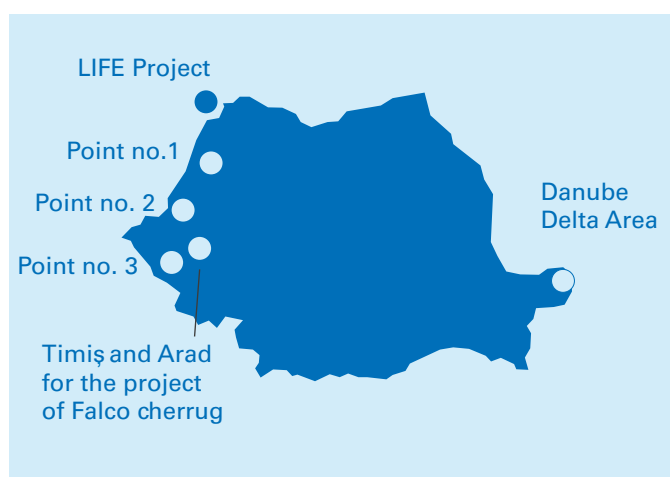 LIFE Project
Point no.1
Point no. 2
Danube
Delta Area
Point no. 3
Timiş and Arad
for the project
of Falco cherrug